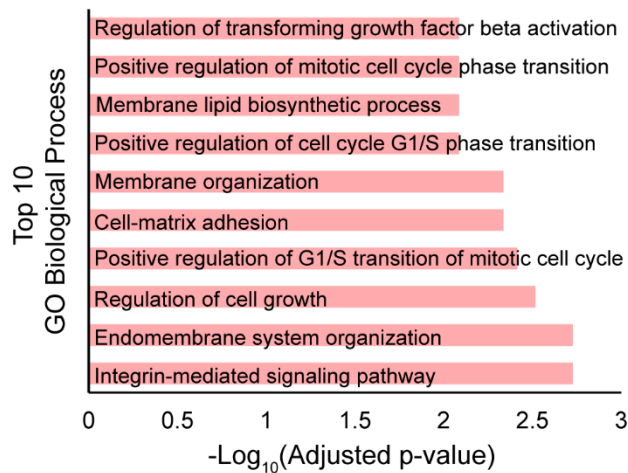 Top 10
GO Biological Process
Regulation of transforming growth factor beta activation
Positive regulation of mitotic cell cycle phase transition
Membrane lipid biosynthetic process
Positive regulation of cell cycle G1/S phase transition
Membrane organization
Cell-matrix adhesion
Positive regulation of G1/S transition of mitotic cell cycle
Regulation of cell growth
Endomembrane system organization
Integrin-mediated signaling pathway
0 0.5 1 1.5 2 2.5 3
-Log₁₀(Adjusted p-value)